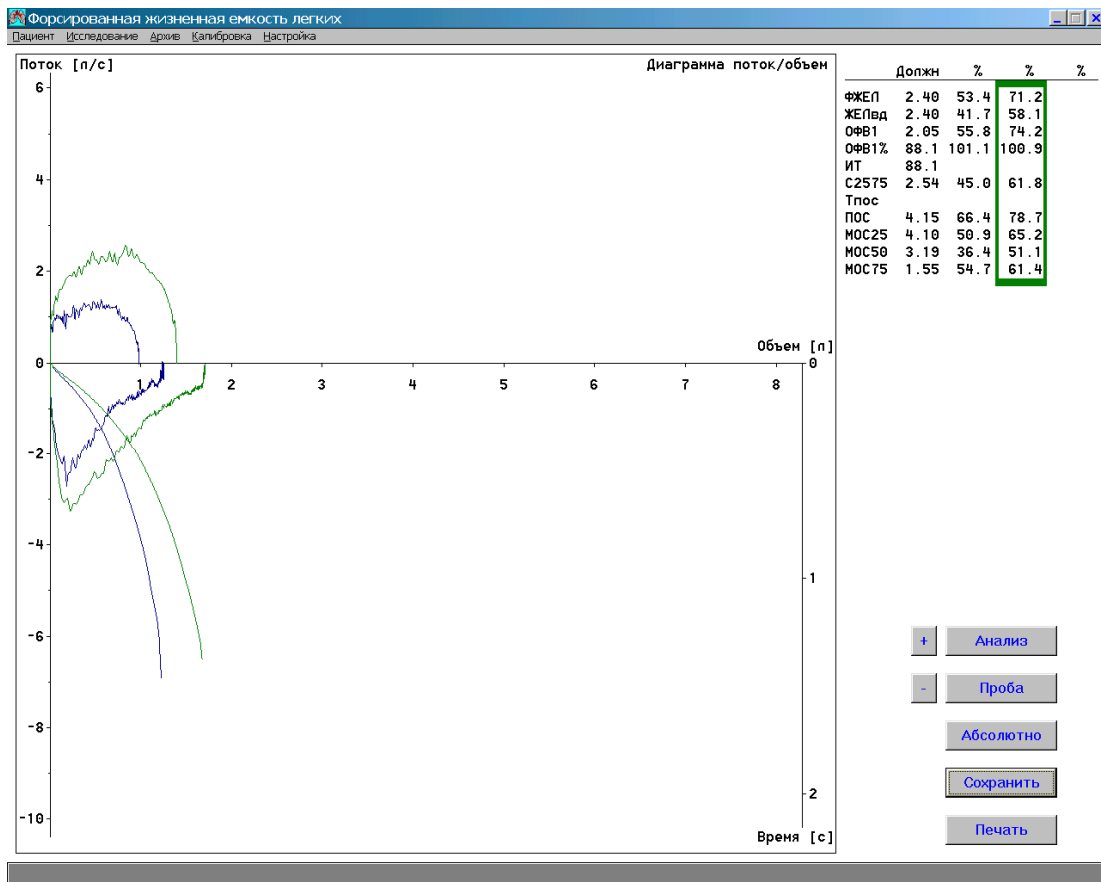 Форсированная жизненная емкость легких
Пациент Исследование Архив Калибровка Настройка
Поток [л/с]
Диаграмма поток/объем
6
4
2
0
-2
-4
-6
-8
-10
Объем [л]
1 2 3 4 5 6 7 8
0
1
2
Время [с]
Должн % % %
ФЖЕЛ 2.40 53.4 71.2
ЖЕЛвд 2.40 41.7 58.1
ОФВ1 2.05 55.8 74.2
ОФВ1% 88.1 101.1 100.9
ИТ 88.1
С2575 2.54 45.0 61.8
Тпос
ПОС 4.15 66.4 78.7
МОС25 4.10 50.9 65.2
МОС50 3.19 36.4 51.1
МОС75 1.55 54.7 61.4
+ Анализ
- Проба
Абсолютно
Сохранить
Печать